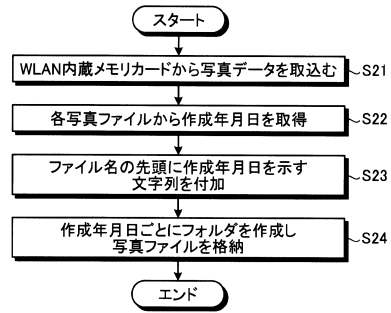 スタート
WLAN内蔵メモリカードから写真データを取込む
S21
各写真ファイルから作成年月日を取得
S22
ファイル名の先頭に作成年月日を示す
文字列を付加
S23
作成年月日ごとにフォルダを作成し
写真ファイルを格納
S24
エンド